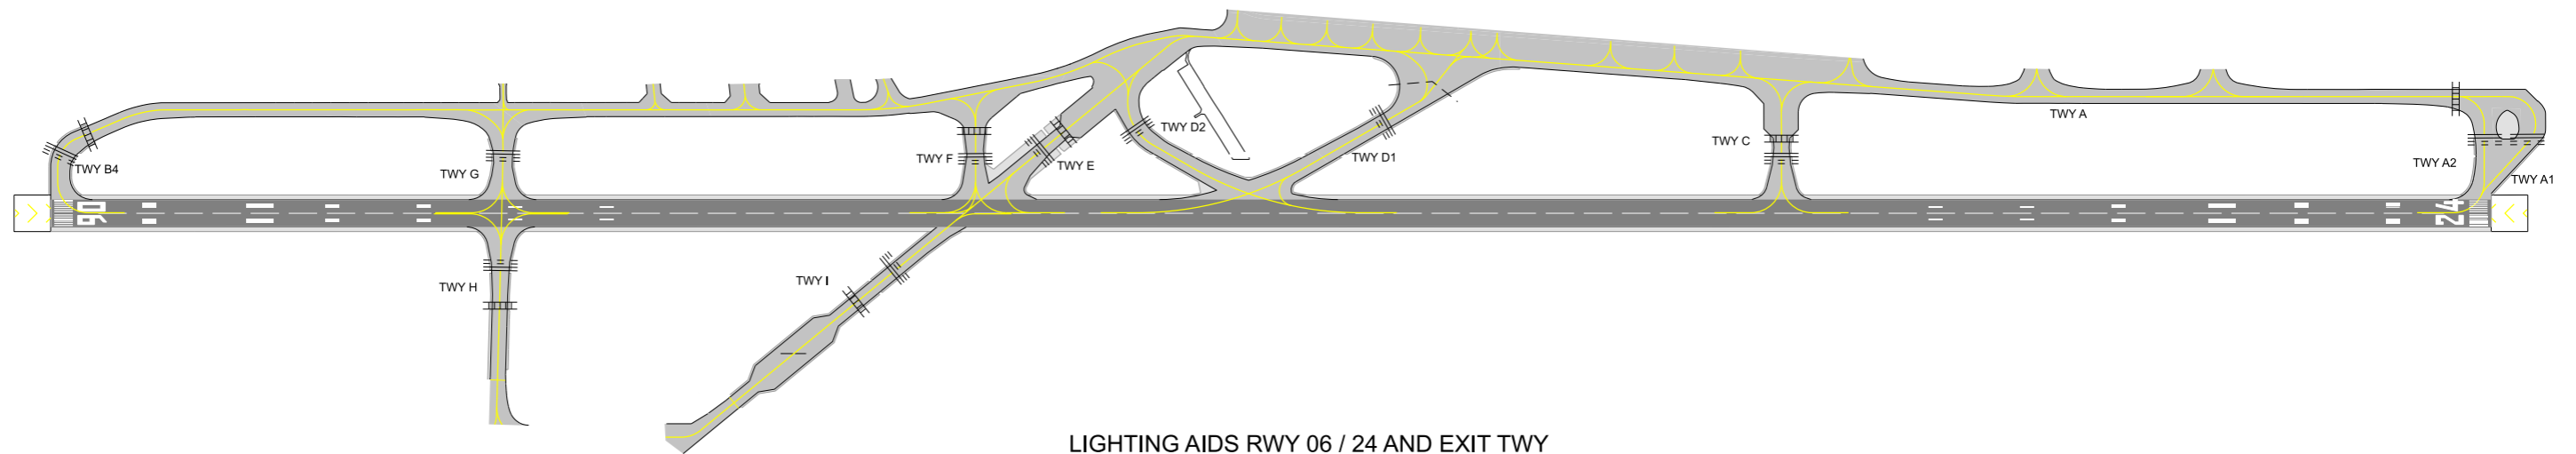 TWY D2
TWY A
TWY F
TWY C
TWY D1
TWY E
TWY A2
TWY B4
TWY G
TWY A1
06
24
TWY I
TWY H
LIGHTING AIDS RWY 06 / 24 AND EXIT TWY